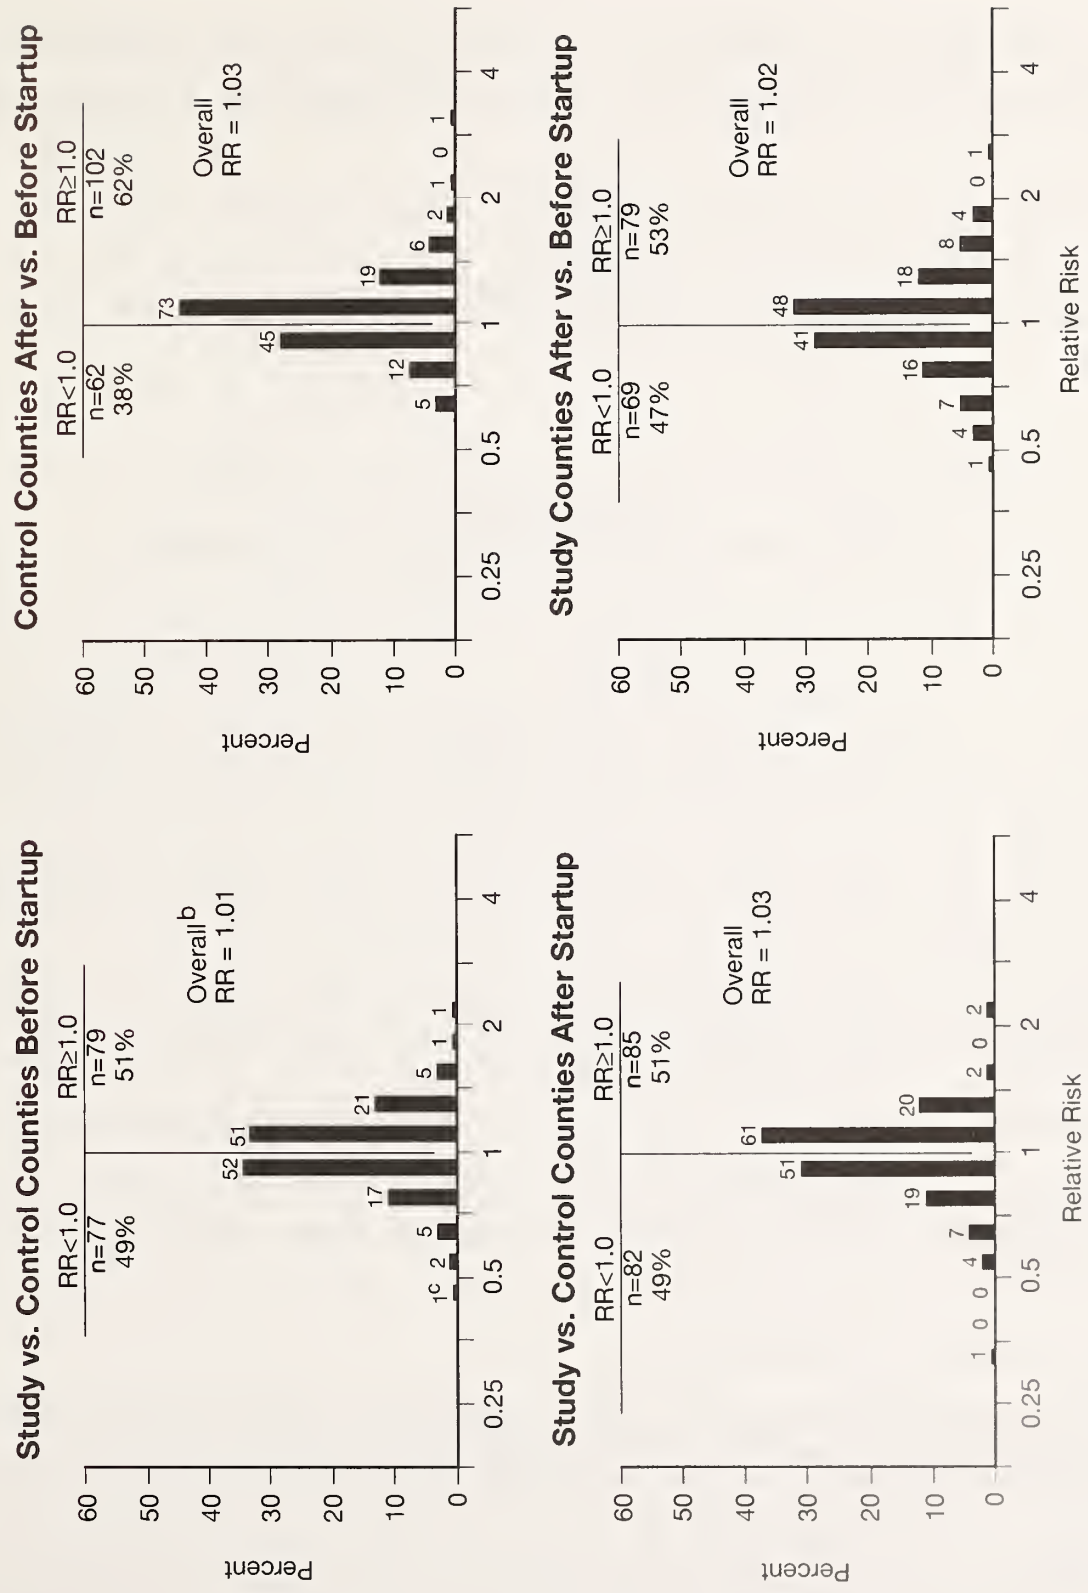 Study vs. Control Counties Before Startup
RR<1.0
n=77
49%
RR≥1.0
n=79
51%
Overall b
RR = 1.01
60
50
40
30
20
10
0
Percent
1c
2
5
17
52
51
21
5
1
1
0.25
0.5
1
2
4
Control Counties After vs. Before Startup
RR<1.0
n=62
38%
RR≥1.0
n=102
62%
Overall
RR = 1.03
60
50
40
30
20
10
0
Percent
5
12
45
73
19
6
2
1
0
1
0.25
0.5
1
2
4
Study vs. Control Counties After Startup
RR<1.0
n=82
49%
RR≥1.0
n=85
51%
Overall
RR = 1.03
60
50
40
30
20
10
0
Percent
1
0
0
4
7
19
51
61
20
2
0
2
0.25
0.5
1
2
4
Relative Risk
Study Counties After vs. Before Startup
RR<1.0
n=69
47%
RR≥1.0
n=79
53%
Overall
RR = 1.02
60
50
40
30
20
10
0
Percent
1
4
7
16
41
48
18
8
4
0
1
0.25
0.5
1
2
4
Relative Risk